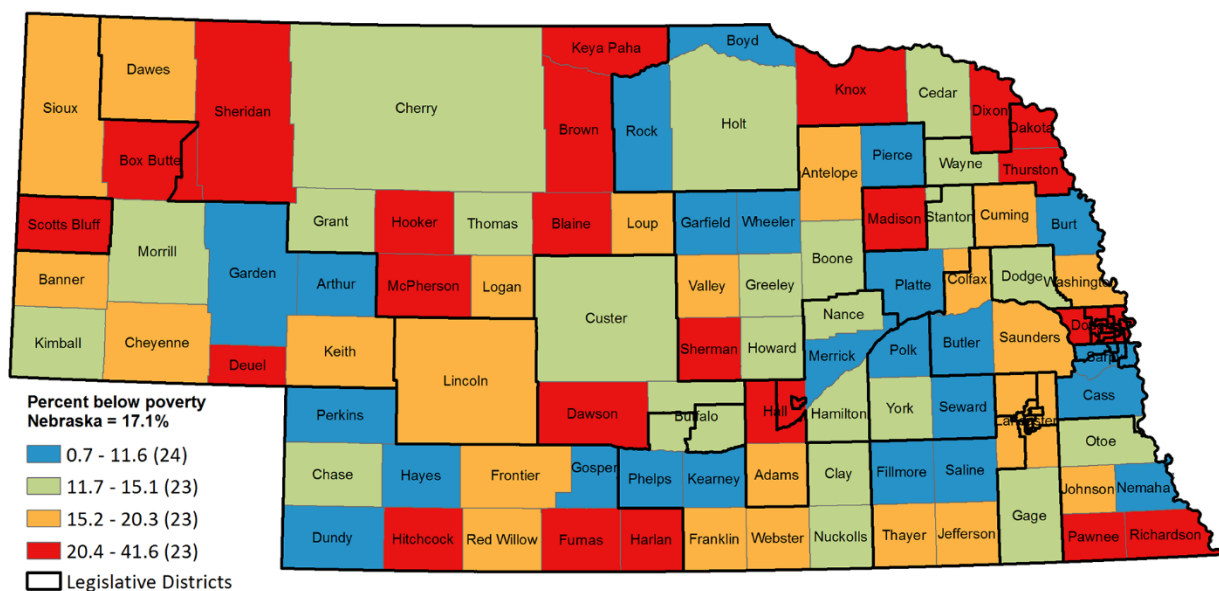 Boyd
Keya Paha
Dawes
Knox
Cedar
Sioux
Cherry
Sheridan
Brown
Rock
Holt
Dixon
Dakota
Box Butte
Pierce
Wayne
Thurston
Antelope
Scotts Bluff
Grant
Hooker
Thomas
Blaine
Loup
Garfield
Wheeler
Madison
Stanton
Cuming
Burt
Morrill
Boone
Banner
Garden
Arthur
McPherson
Logan
Valley
Greeley
Platte
Colfax
Dodge
Washington
Custer
Nance
Kimball
Cheyenne
Deuel
Keith
Lincoln
Sherman
Howard
Merrick
Polk
Butler
Saunders
Percent below poverty
Nebraska = 17.1%
0.7 - 11.6 (24)
11.7 - 15.1 (23)
15.2 - 20.3 (23)
20.4 - 41.6 (23)
Legislative Districts
Perkins
Dawson
Buffalo
Hall
Hamilton
York
Seward
Cass
Otoe
Chase
Hayes
Frontier
Gosper
Phelps
Kearney
Adams
Clay
Fillmore
Saline
Johnson
Nemaha
Gage
Dundy
Hitchcock
Red Willow
Furnas
Harlan
Franklin
Webster
Nuckolls
Thayer
Jefferson
Pawnee
Richardson